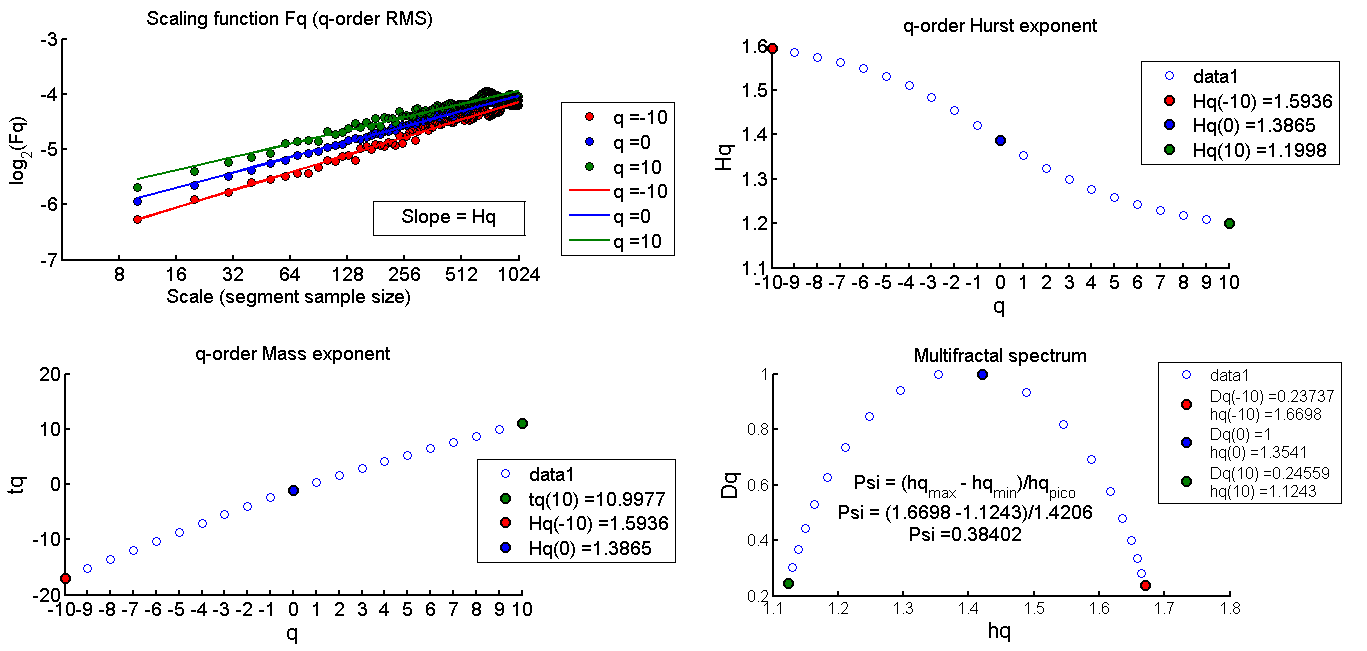 Scaling function Fq (q-order RMS)
-3
-4
-5
-6
-7
log2(Fq)
8 16 32 64 128 256 512 1024
Scale (segment sample size)
Slope = Hq
q =-10
q =0
q =10
q =-10
q =0
q =10
q-order Hurst exponent
1.6
1.5
1.4
1.3
1.2
1.1
Hq
-10 -9 -8 -7 -6 -5 -4 -3 -2 -1 0 1 2 3 4 5 6 7 8 9 10
q
data1
Hq(-10) =1.5936
Hq(0) =1.3865
Hq(10) =1.1998
q-order Mass exponent
20
10
0
-10
-20
tq
-10 -9 -8 -7 -6 -5 -4 -3 -2 -1 0 1 2 3 4 5 6 7 8 9 10
q
data1
tq(10) =10.9977
Hq(-10) =1.5936
Hq(0) =1.3865
Multifractal spectrum
1
0.8
0.6
0.4
0.2
Dq
1.1 1.2 1.3 1.4 1.5 1.6 1.7 1.8
hq
Psi = (hqmax - hqmin)/hqpico
Psi = (1.6698 -1.1243)/1.4206
Psi =0.38402
data1
Dq(-10) =0.23737
hq(-10) =1.6698
Dq(0) =1
hq(0) =1.3541
Dq(10) =0.24559
hq(10) =1.1243